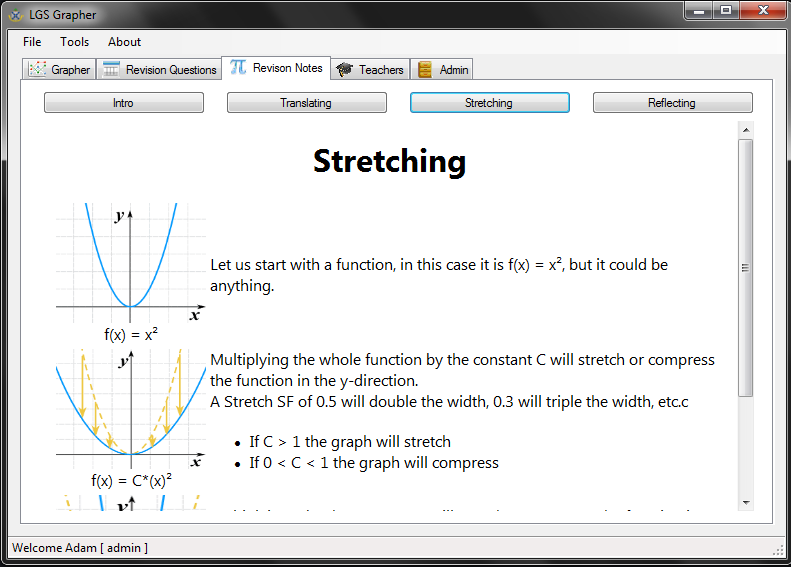 LGS Grapher
File Tools About
Grapher Revision Questions Revison Notes Teachers Admin
Intro Translating Stretching Reflecting
Stretching
y
x
f(x) = x²
Let us start with a function, in this case it is f(x) = x², but it could be
anything.
y
x
f(x) = C*(x)²
Multiplying the whole function by the constant C will stretch or compress
the function in the y-direction.
A Stretch SF of 0.5 will double the width, 0.3 will triple the width, etc.c
• If C > 1 the graph will stretch
• If 0 < C < 1 the graph will compress
y
Welcome Adam [ admin ]